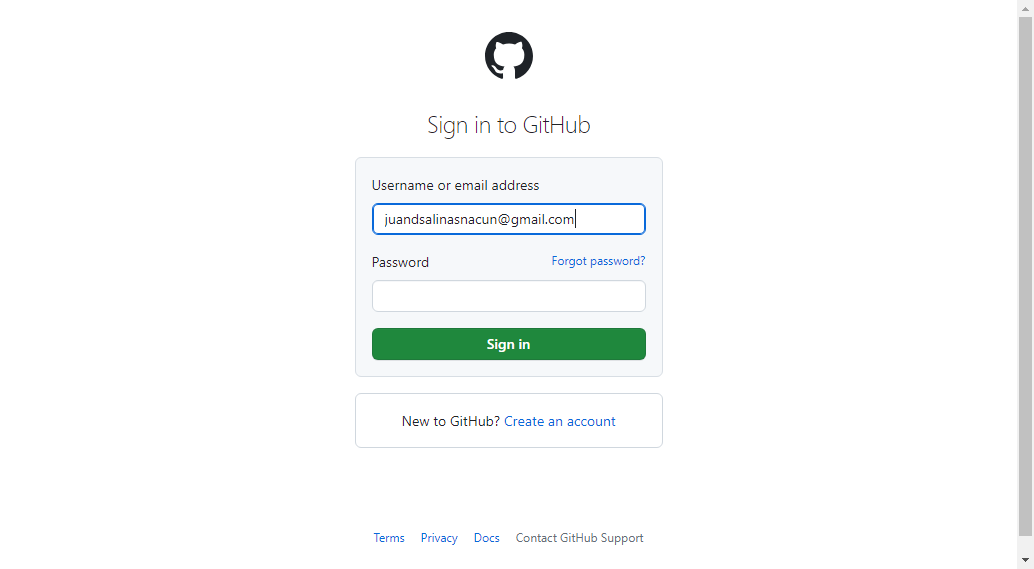 Sign in to GitHub
Username or email address
juandsalinasnacun@gmail.com
Password Forgot password?
Sign in
New to GitHub? Create an account
Terms Privacy Docs Contact GitHub Support